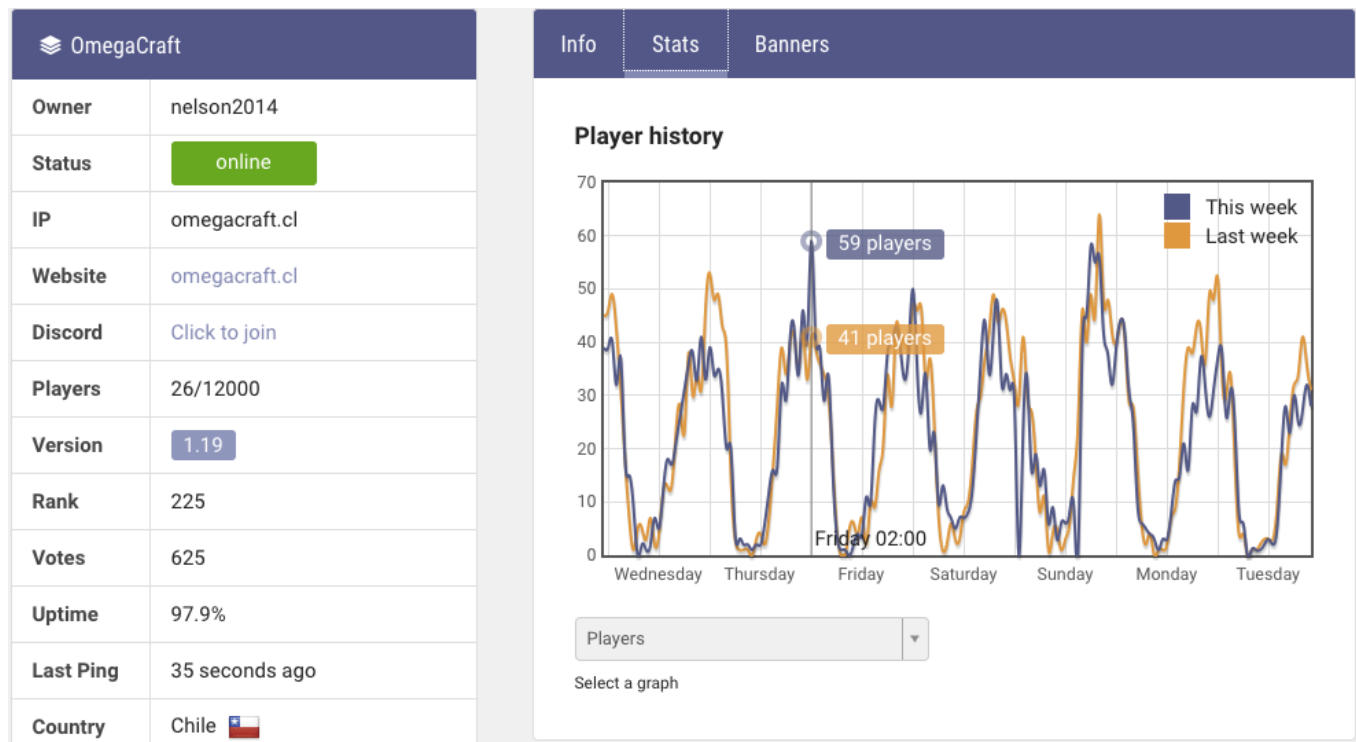 OmegaCraft
Owner nelson2014
Status online
IP omegacraft.cl
Website omegacraft.cl
Discord Click to join
Players 26/12000
Version 1.19
Rank 225
Votes 625
Uptime 97.9%
Last Ping 35 seconds ago
Country Chile
Info Stats Banners
Player history
70
60
50
40
30
20
10
0
This week
Last week
59 players
41 players
Friday 02:00
Wednesday Thursday Friday Saturday Sunday Monday Tuesday
Players
Select a graph